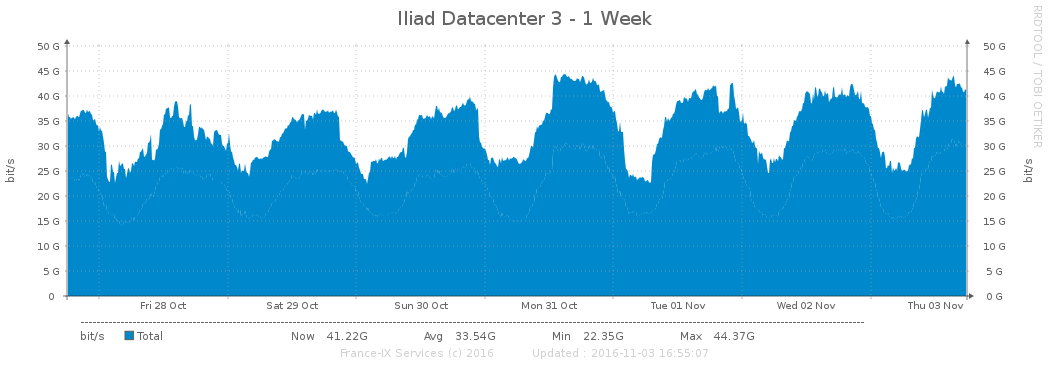 Iliad Datacenter 3 - 1 Week
RRDTOOL / TOBI OETIKER
bit/s
50 G
45 G
40 G
35 G
30 G
25 G
20 G
15 G
10 G
5 G
0
50 G
45 G
40 G
35 G
30 G
25 G
20 G
15 G
10 G
5 G
0 G
bit/s
Fri 28 Oct Sat 29 Oct Sun 30 Oct Mon 31 Oct Tue 01 Nov Wed 02 Nov Thu 03 Nov
bit/s Total Now 41.22G Avg 33.54G Min 22.35G Max 44.37G
France-IX Services (c) 2016 Updated : 2016-11-03 16:55:07